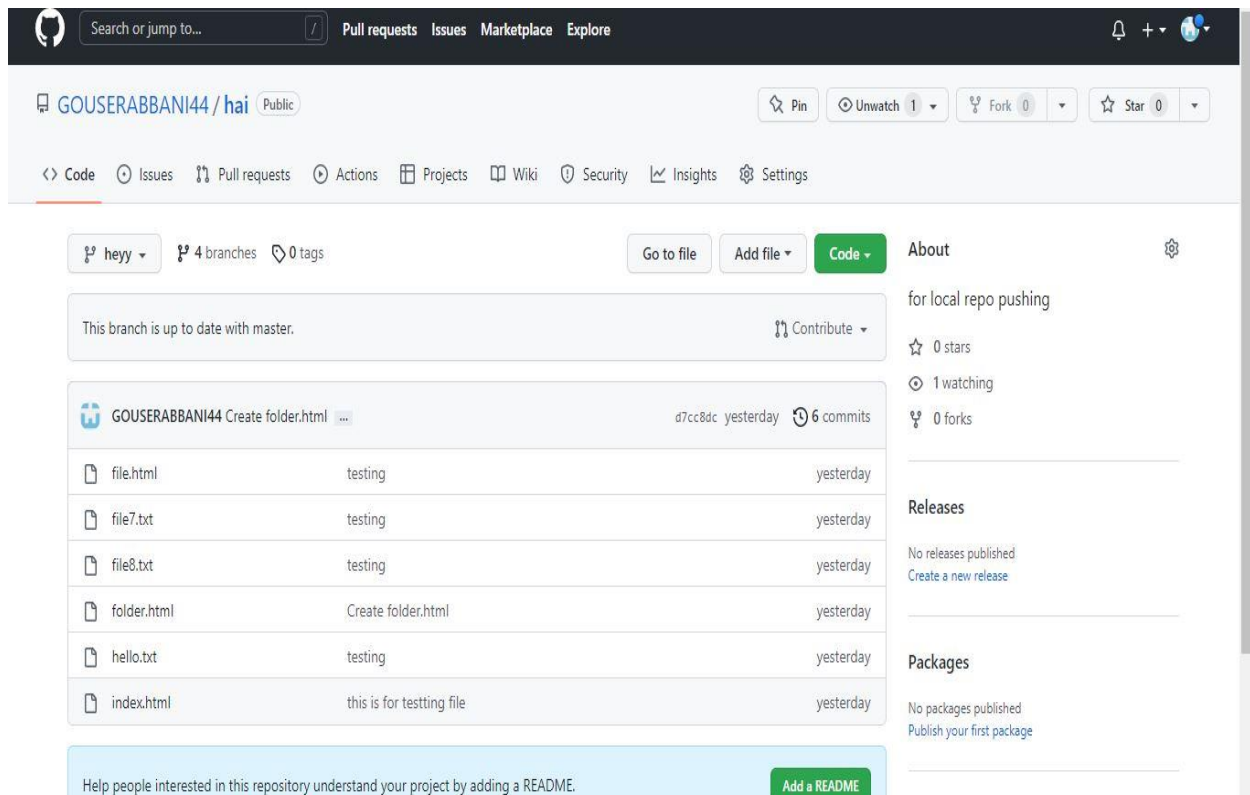 Search or jump to... / Pull requests Issues Marketplace Explore
GOUSERABBANI44 / hai Public Pin Unwatch 1 Fork 0 Star 0
Code Issues Pull requests Actions Projects Wiki Security Insights Settings
heyy 4 branches 0 tags Go to file Add file Code
This branch is up to date with master. Contribute
GOUSERABBANI44 Create folder.html ... d7cc8dc yesterday 6 commits
file.html testing yesterday
file7.txt testing yesterday
file8.txt testing yesterday
folder.html Create folder.html yesterday
hello.txt testing yesterday
index.html this is for testting file yesterday
Help people interested in this repository understand your project by adding a README. Add a README
About
for local repo pushing
0 stars
1 watching
0 forks
Releases
No releases published
Create a new release
Packages
No packages published
Publish your first package